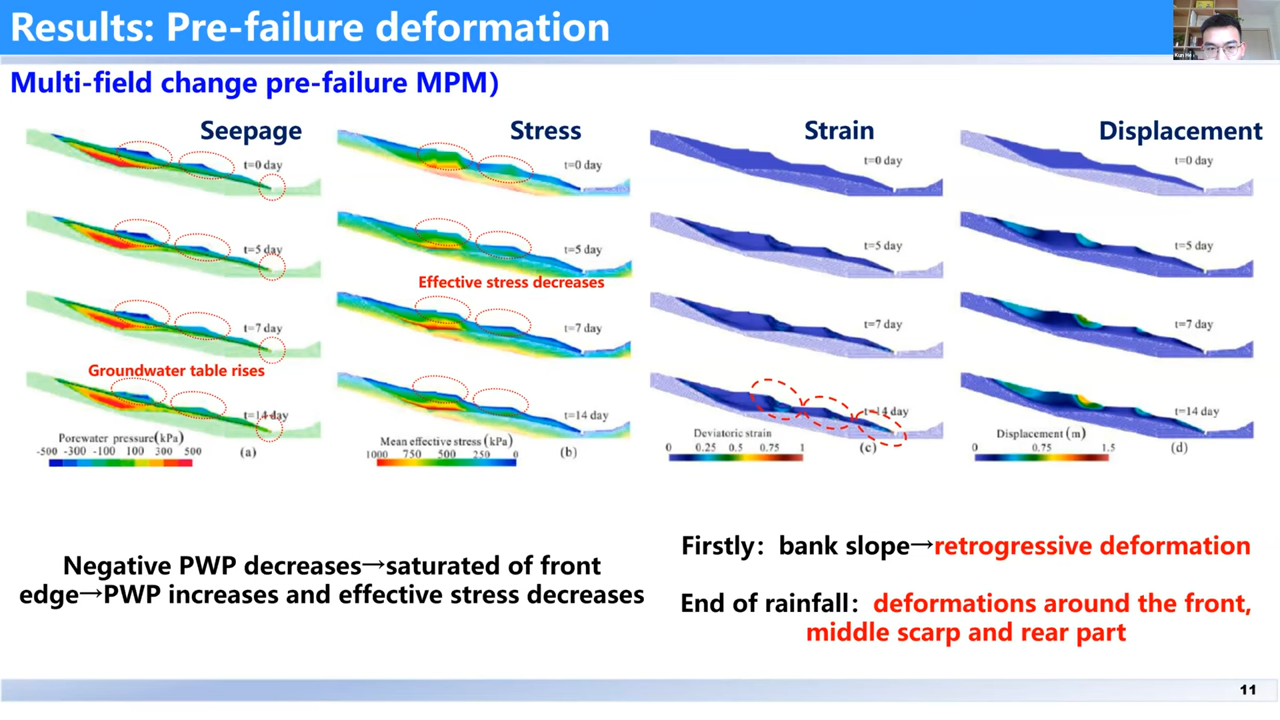 Results: Pre-failure deformation
Kun He
Multi-field change pre-failure MPM)
Seepage
t=0 day
t=5 day
t=7 day
Groundwater table rises
t=14 day
Porewater pressure(kPa)
-500 -300 -100 100 300 500
(a)
Stress
t=0 day
t=5 day
Effective stress decreases
t=7 day
t=14 day
Mean effective stress (kPa)
1000 750 500 250 0
(b)
Strain
t=0 day
t=5 day
t=7 day
t=14 day
Deviatoric strain
0 0.25 0.5 0.75 1
(c)
Displacement
t=0 day
t=5 day
t=7 day
t=14 day
Displacement (m)
0 0.75 1.5
(d)
Negative PWP decreases→saturated of front
edge→PWP increases and effective stress decreases
Firstly：bank slope→retrogressive deformation
End of rainfall：deformations around the front,
middle scarp and rear part
11